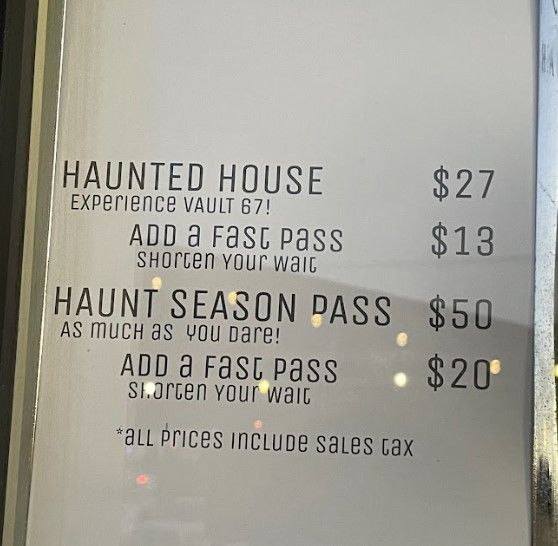 HAUNTED HOUSE $27
EXPERIENCE VAULT 67!
ADD A FAST PASS $13
SHORTEN YOUR WAIT
HAUNT SEASON PASS $50
AS MUCH AS YOU DARE!
ADD A FAST PASS $20
SHORTEN YOUR WAIT
*ALL PRICES INCLUDE SALES TAX